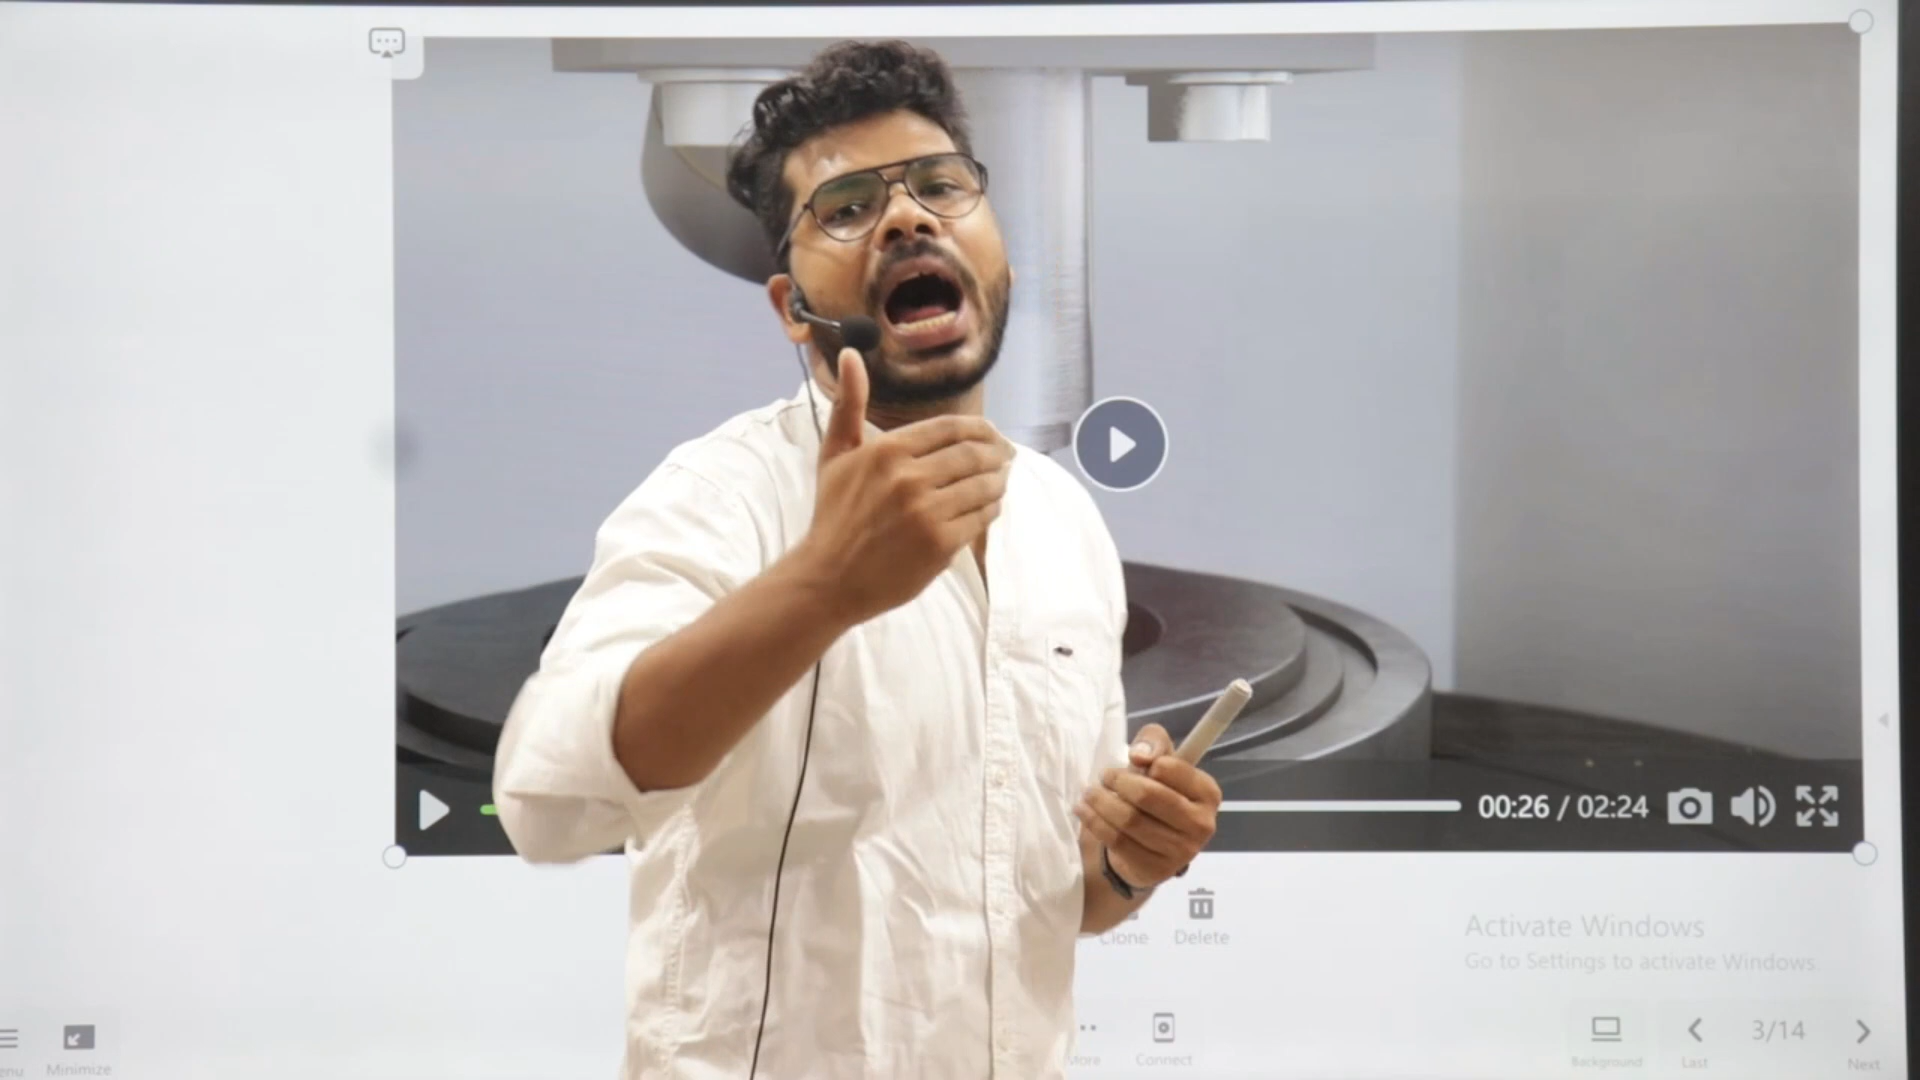 00:26 / 02:24
Clone
Delete
Activate Windows
Go to Settings to activate Windows.
Minimize
More
Connect
Background
Last
3/14
Next